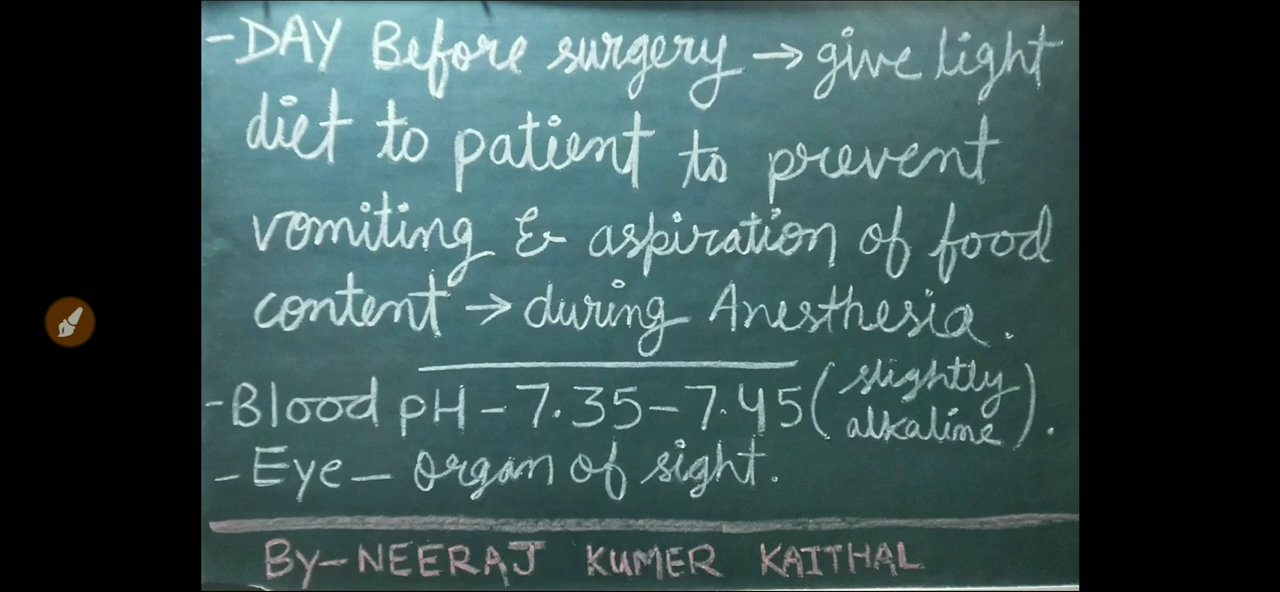 -DAY Before surgery → give light
diet to patient to prevent
vomiting & aspiration of food
content → during Anesthesia.
-Blood pH - 7.35-7.45 (slightly
alkaline).
- Eye - organ of sight.
By-NEERAJ KUMER KAITHAL